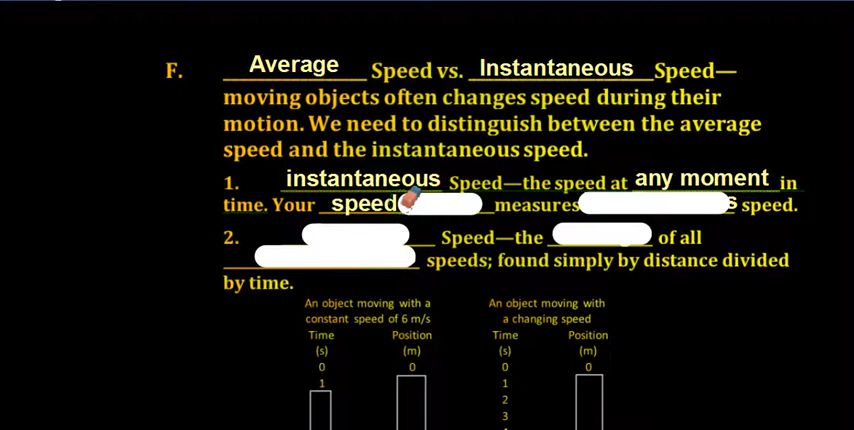 F. Average Speed vs. Instantaneous Speed—
moving objects often changes speed during their
motion. We need to distinguish between the average
speed and the instantaneous speed.
1. instantaneous Speed—the speed at any moment in
time. Your speed measures s speed.
2. Speed—the of all
speeds; found simply by distance divided
by time.
An object moving with a
constant speed of 6 m/s
Time Position
(s) (m)
0 0
1
An object moving with
a changing speed
Time Position
(s) (m)
0 0
1
2
3